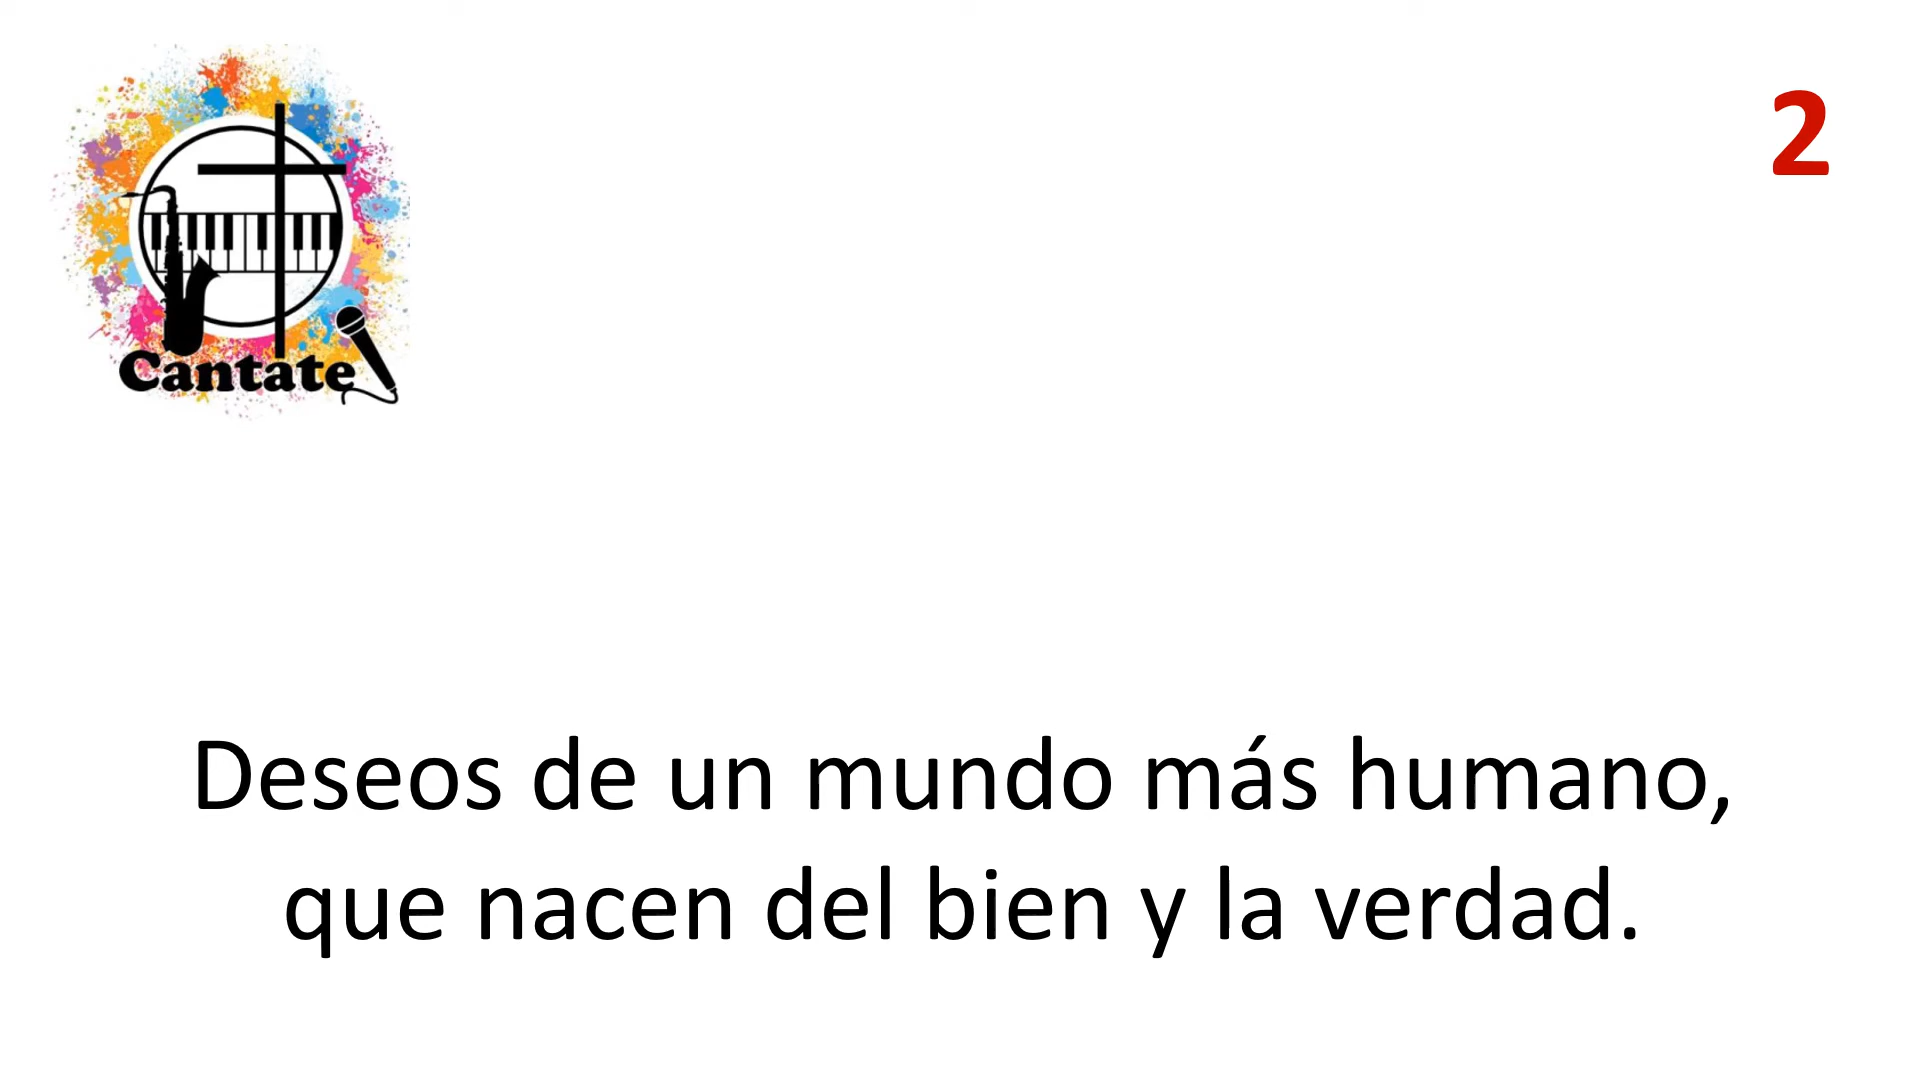 2
Cantate
Deseos de un mundo más humano,
que nacen del bien y la verdad.